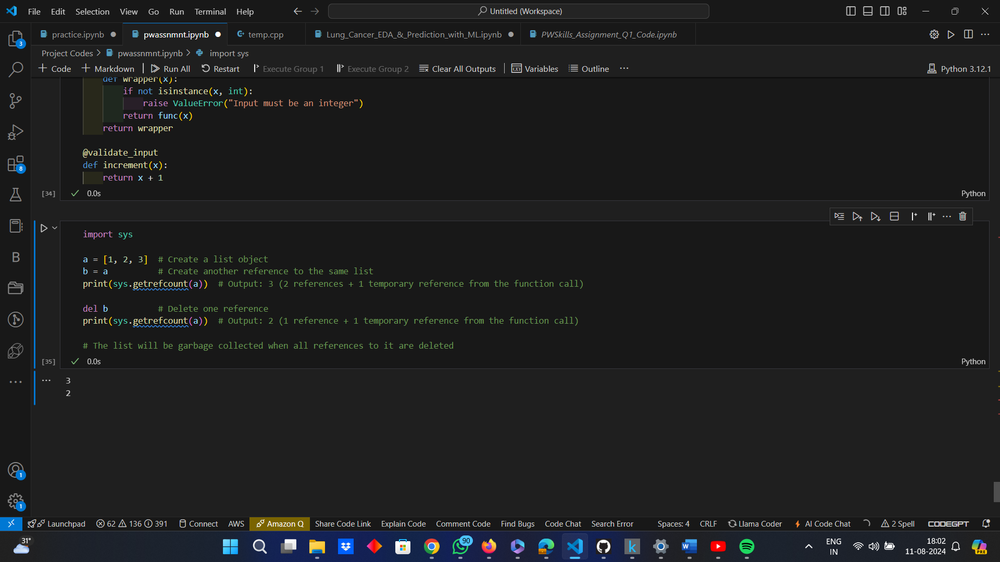 File Edit Selection View Go Run Terminal Help
Untitled (Workspace)
practice.ipynb pwassnmnt.ipynb temp.cpp Lung_Cancer_EDA_&_Prediction_with_ML.ipynb PWSkills_Assignment_Q1_Code.ipynb
Project Codes > pwassnmnt.ipynb > import sys
+ Code + Markdown | Run All Restart Execute Group 1 Execute Group 2 Clear All Outputs | Variables Outline ... Python 3.12.1
def wrapper(x):
if not isinstance(x, int):
raise ValueError("Input must be an integer")
return func(x)
return wrapper
@validate_input
def increment(x):
return x + 1
[34] 0.0s Python
import sys
a = [1, 2, 3]  # Create a list object
b = a          # Create another reference to the same list
print(sys.getrefcount(a))  # Output: 3 (2 references + 1 temporary reference from the function call)
del b          # Delete one reference
print(sys.getrefcount(a))  # Output: 2 (1 reference + 1 temporary reference from the function call)
# The list will be garbage collected when all references to it are deleted
[35] 0.0s Python
3
2
3
8
B
1
1
Launchpad 62 136 391 Connect AWS Amazon Q Share Code Link Explain Code Comment Code Find Bugs Code Chat Search Error Spaces: 4 CRLF Llama Coder AI Code Chat 2 Spell CODEGPT
31°
90
k
W
ENG
IN
18:02
11-08-2024
PRE